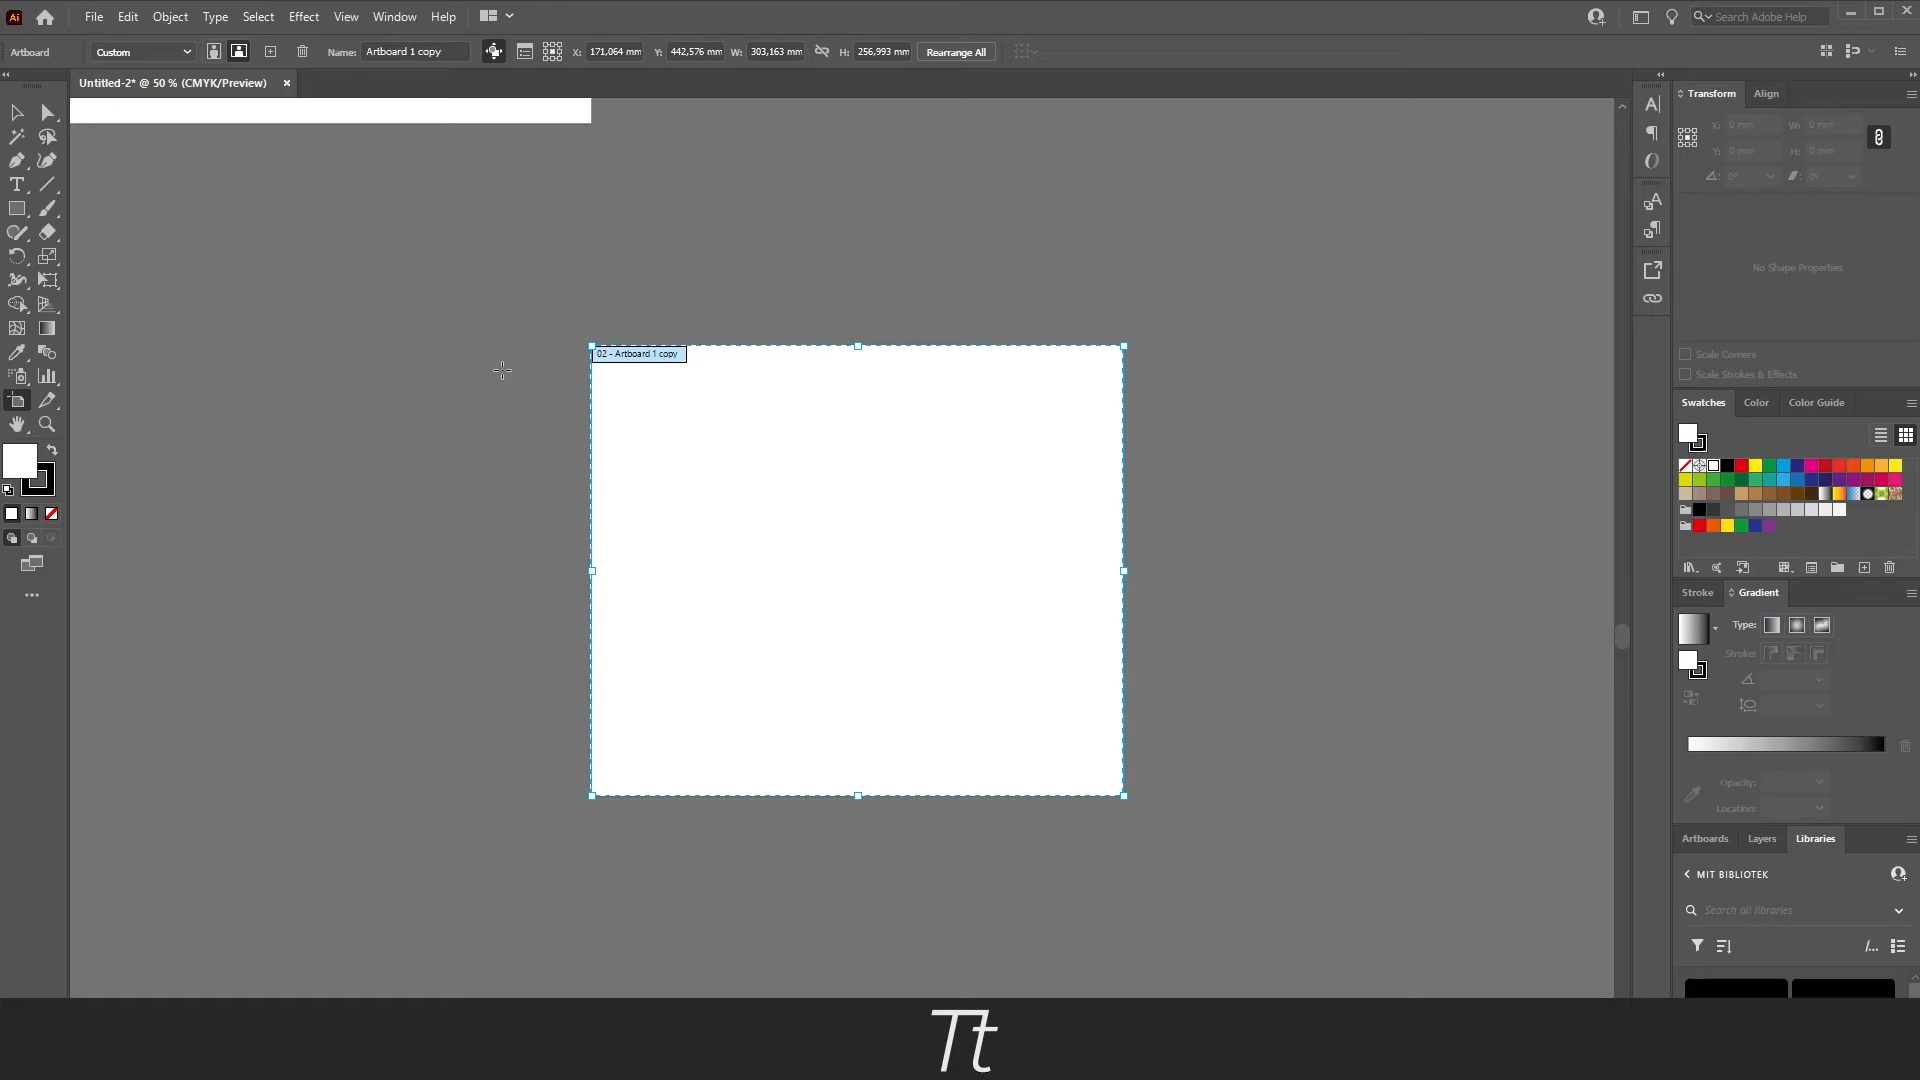 Ai File Edit Object Type Select Effect View Window Help Search Adobe Help
Artboard Custom Name: Artboard 1 copy X: 171,064 mm Y: 442,576 mm W: 303,163 mm H: 256,993 mm Rearrange All
Untitled-2* @ 50 % (CMYK/Preview)
Transform Align
X: 0 mm W: 0 mm
Y: 0 mm H: 0 mm
0° 0°
No Shape Properties
02 - Artboard 1 copy
Scale Corners
Scale Strokes & Effects
Swatches Color Color Guide
Stroke Gradient
Type:
Stroke:
Opacity:
Location:
Artboards Layers Libraries
MIT BIBLIOTEK
Search all libraries
Tt